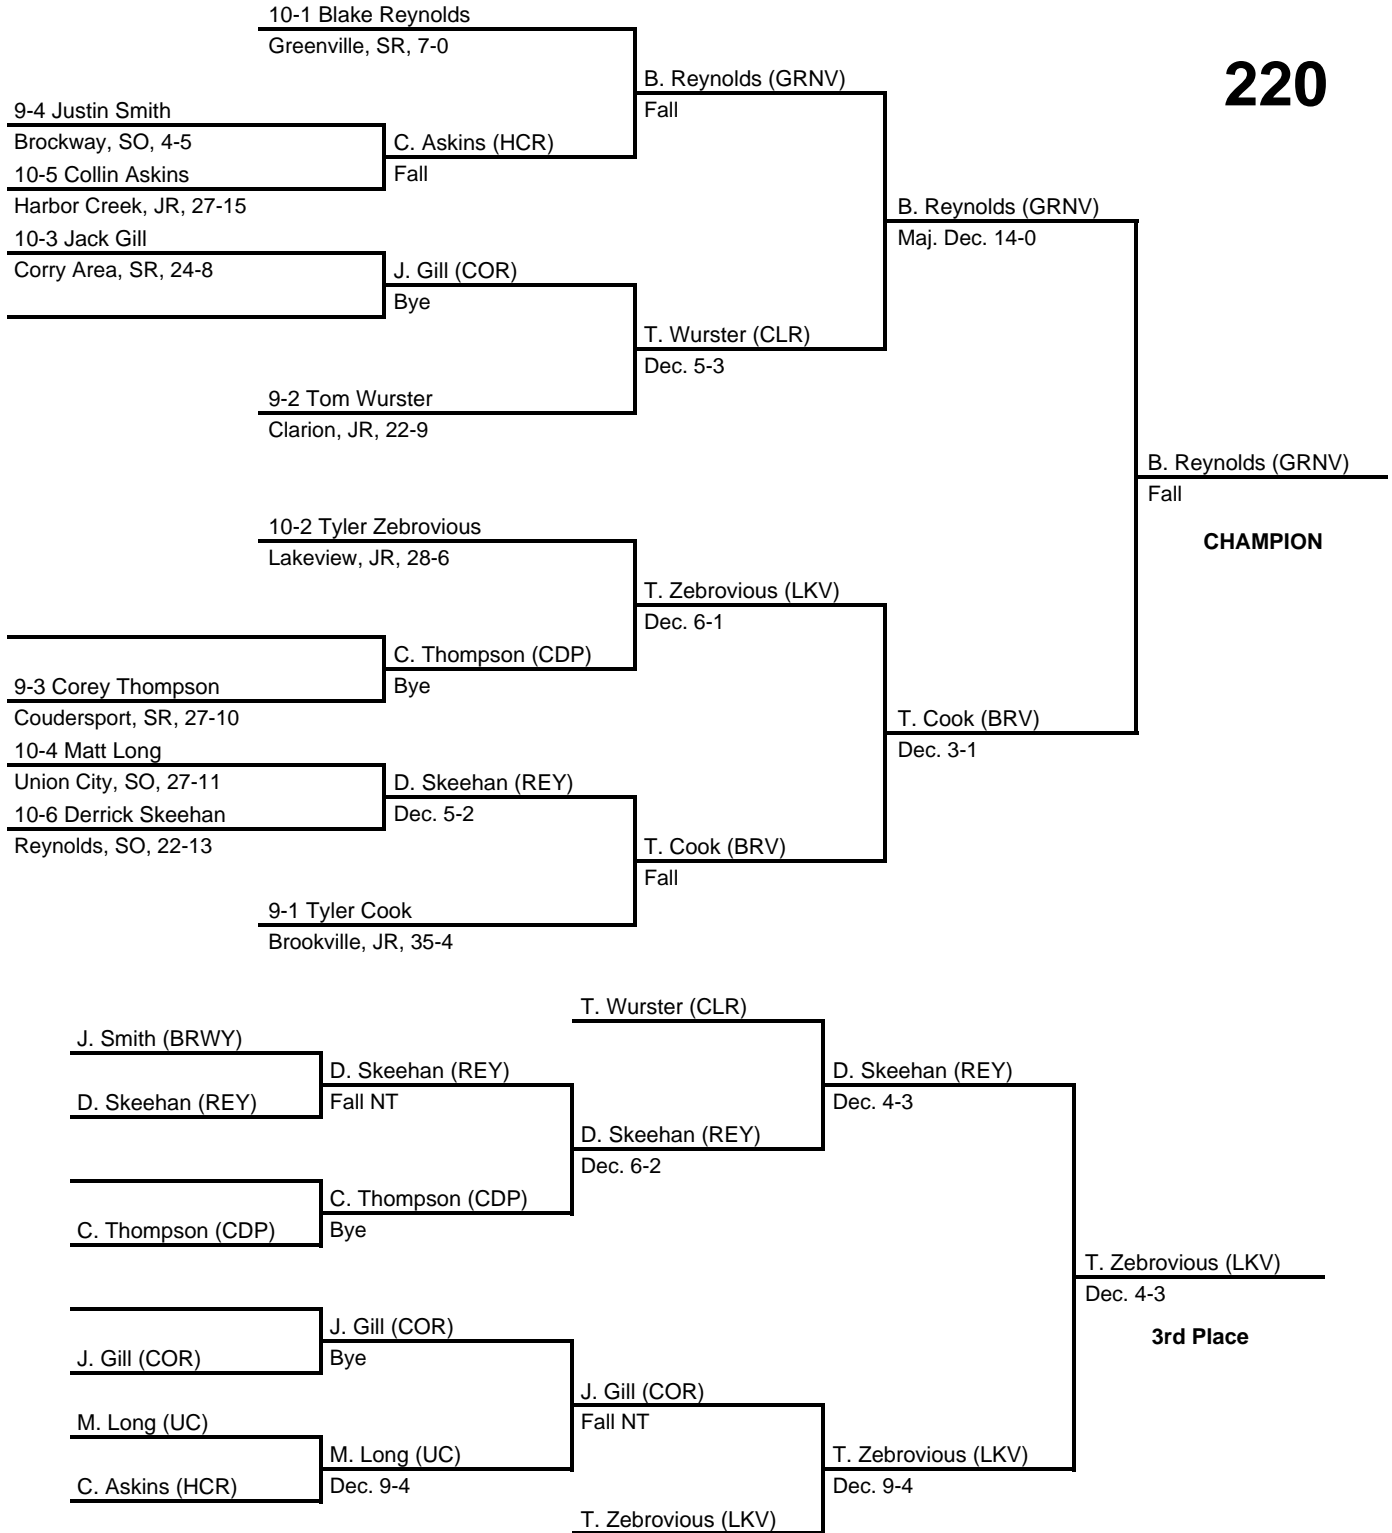 10-1 Blake Reynolds
Greenville, SR, 7-0
220
B. Reynolds (GRNV)
Fall
9-4 Justin Smith
Brockway, SO, 4-5
C. Askins (HCR)
Fall
10-5 Collin Askins
Harbor Creek, JR, 27-15
B. Reynolds (GRNV)
Maj. Dec. 14-0
10-3 Jack Gill
Corry Area, SR, 24-8
J. Gill (COR)
Bye
T. Wurster (CLR)
Dec. 5-3
9-2 Tom Wurster
Clarion, JR, 22-9
B. Reynolds (GRNV)
Fall
CHAMPION
10-2 Tyler Zebrovious
Lakeview, JR, 28-6
T. Zebrovious (LKV)
Dec. 6-1
C. Thompson (CDP)
Bye
9-3 Corey Thompson
Coudersport, SR, 27-10
T. Cook (BRV)
Dec. 3-1
10-4 Matt Long
Union City, SO, 27-11
D. Skeehan (REY)
Dec. 5-2
10-6 Derrick Skeehan
Reynolds, SO, 22-13
T. Cook (BRV)
Fall
9-1 Tyler Cook
Brookville, JR, 35-4
T. Wurster (CLR)
J. Smith (BRWY)
D. Skeehan (REY)
Fall NT
D. Skeehan (REY)
D. Skeehan (REY)
Dec. 4-3
D. Skeehan (REY)
Dec. 6-2
C. Thompson (CDP)
Bye
C. Thompson (CDP)
T. Zebrovious (LKV)
Dec. 4-3
3rd Place
J. Gill (COR)
Bye
J. Gill (COR)
J. Gill (COR)
Fall NT
M. Long (UC)
M. Long (UC)
Dec. 9-4
C. Askins (HCR)
T. Zebrovious (LKV)
Dec. 9-4
T. Zebrovious (LKV)